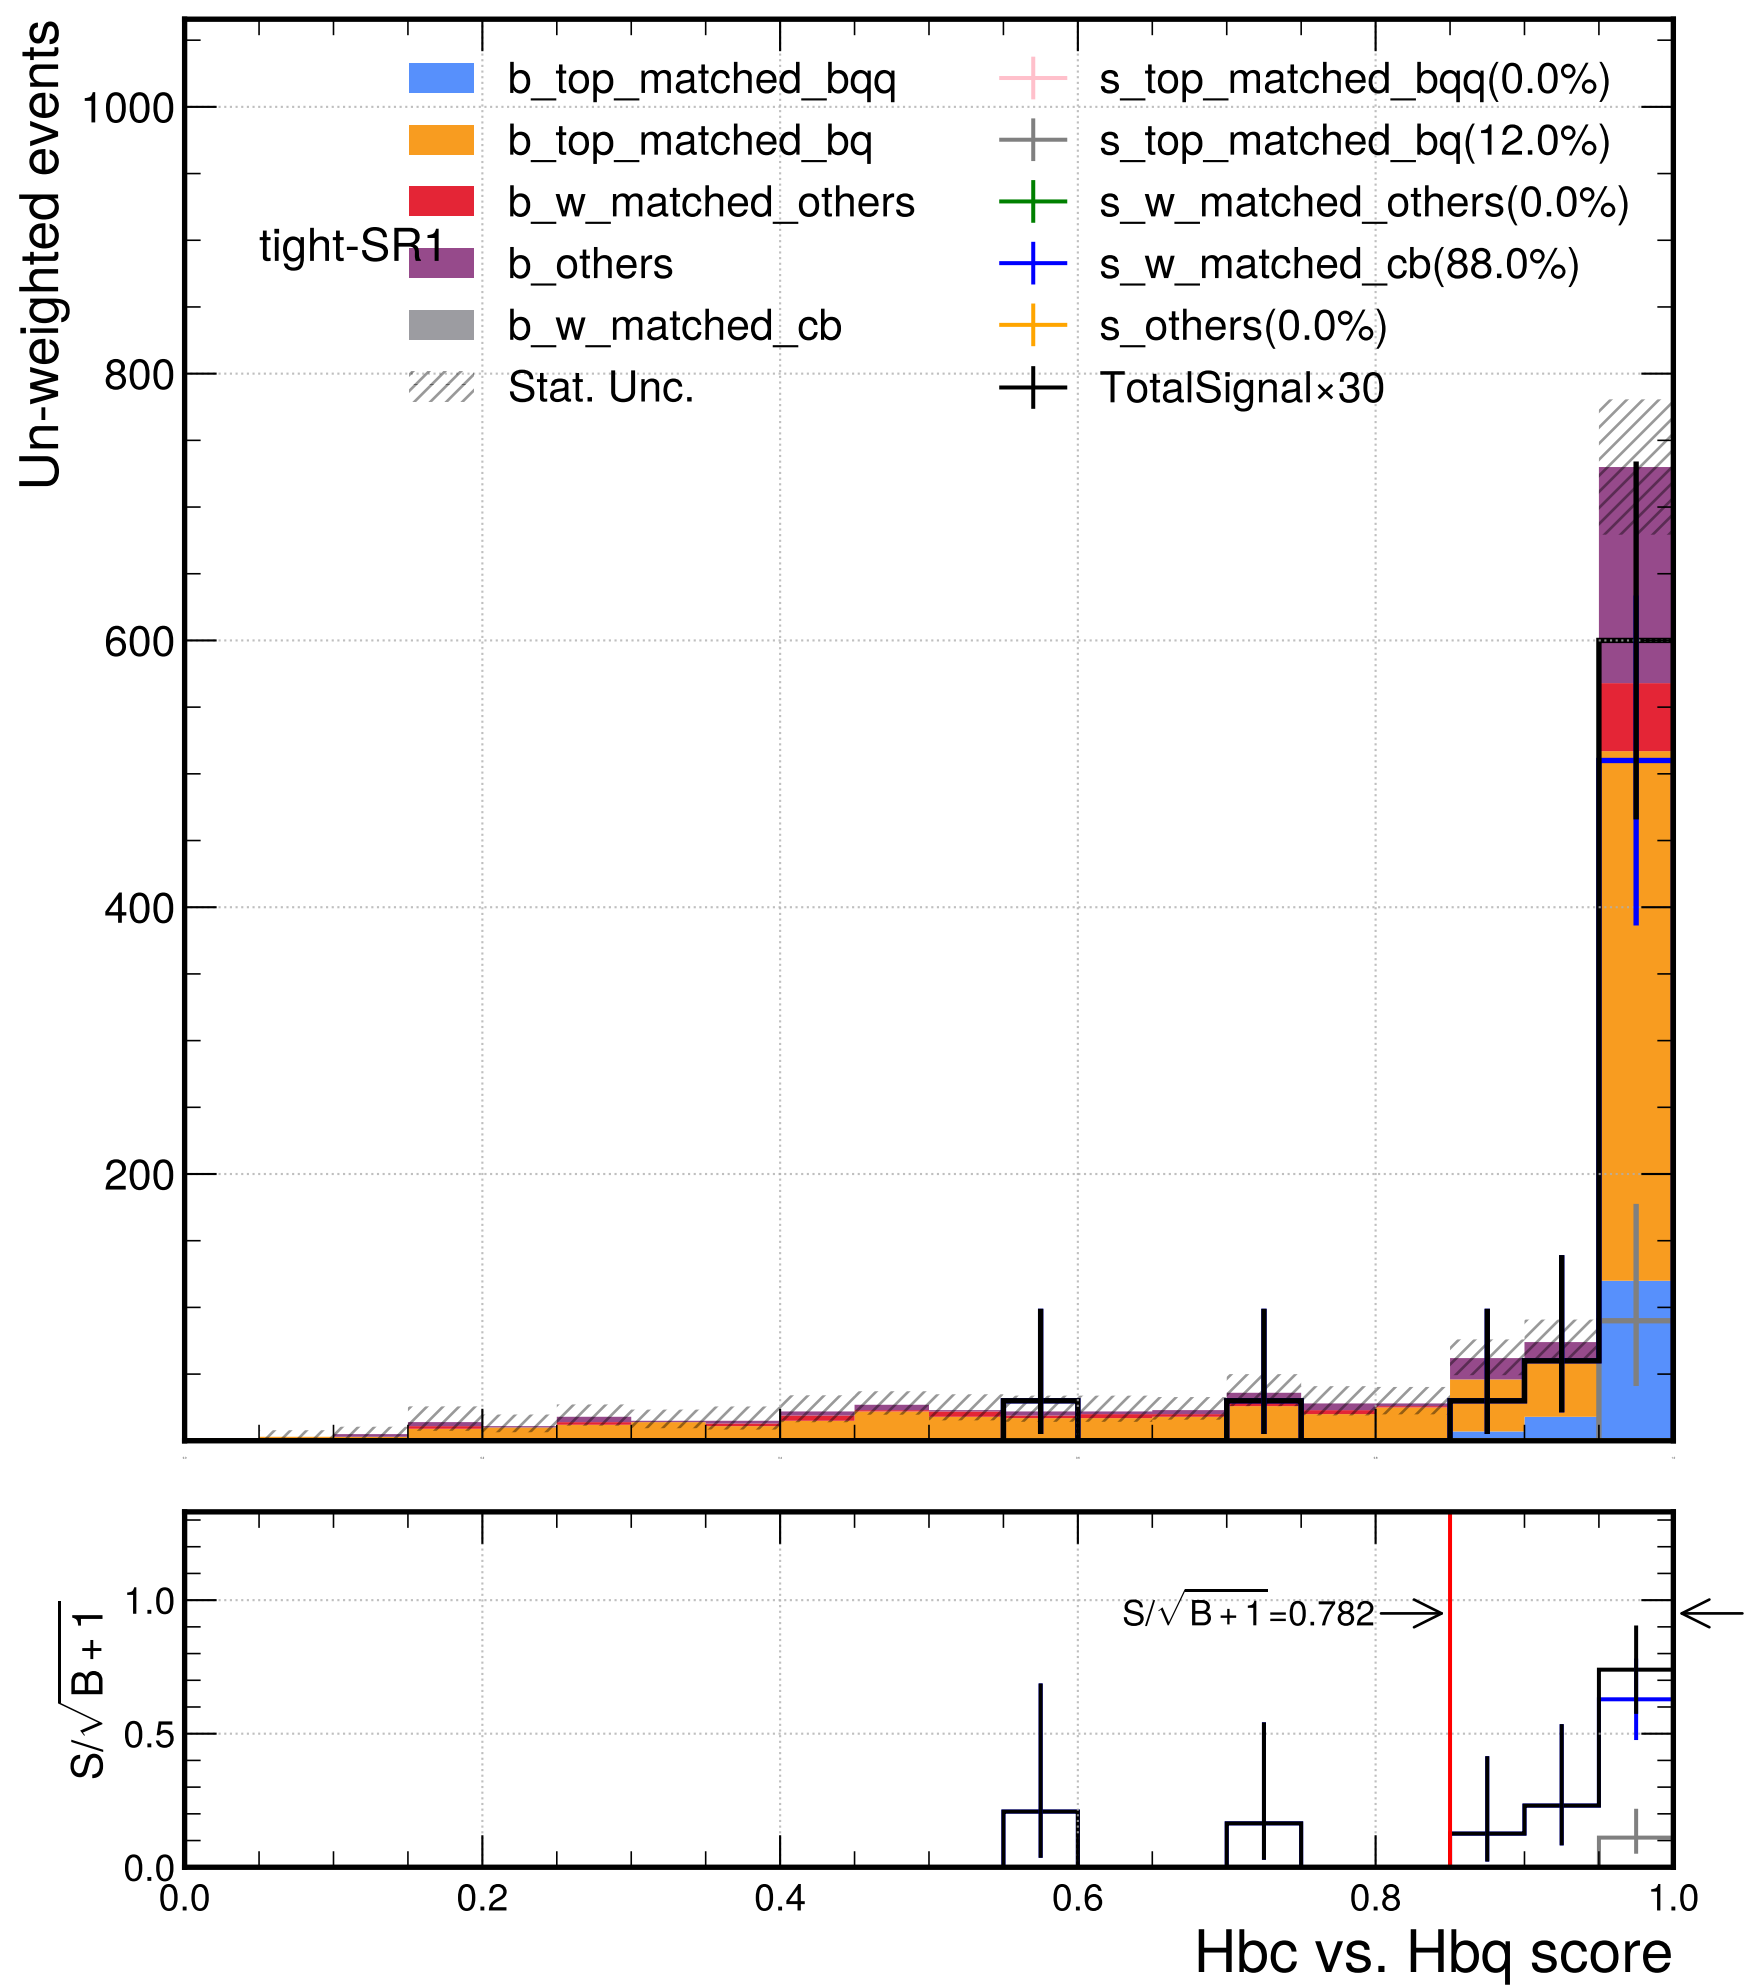 Un-weighted events
1000
800
600
400
200
b_top_matched_bqq
b_top_matched_bq
b_w_matched_others
b_others
b_w_matched_cb
Stat. Unc.
s_top_matched_bqq(0.0%)
s_top_matched_bq(12.0%)
s_w_matched_others(0.0%)
s_w_matched_cb(88.0%)
s_others(0.0%)
TotalSignal×30
tight-SR1
S/√B + 1
1.0
0.5
0.0
S/√B + 1=0.782
0.0 0.2 0.4 0.6 0.8 1.0
Hbc vs. Hbq score